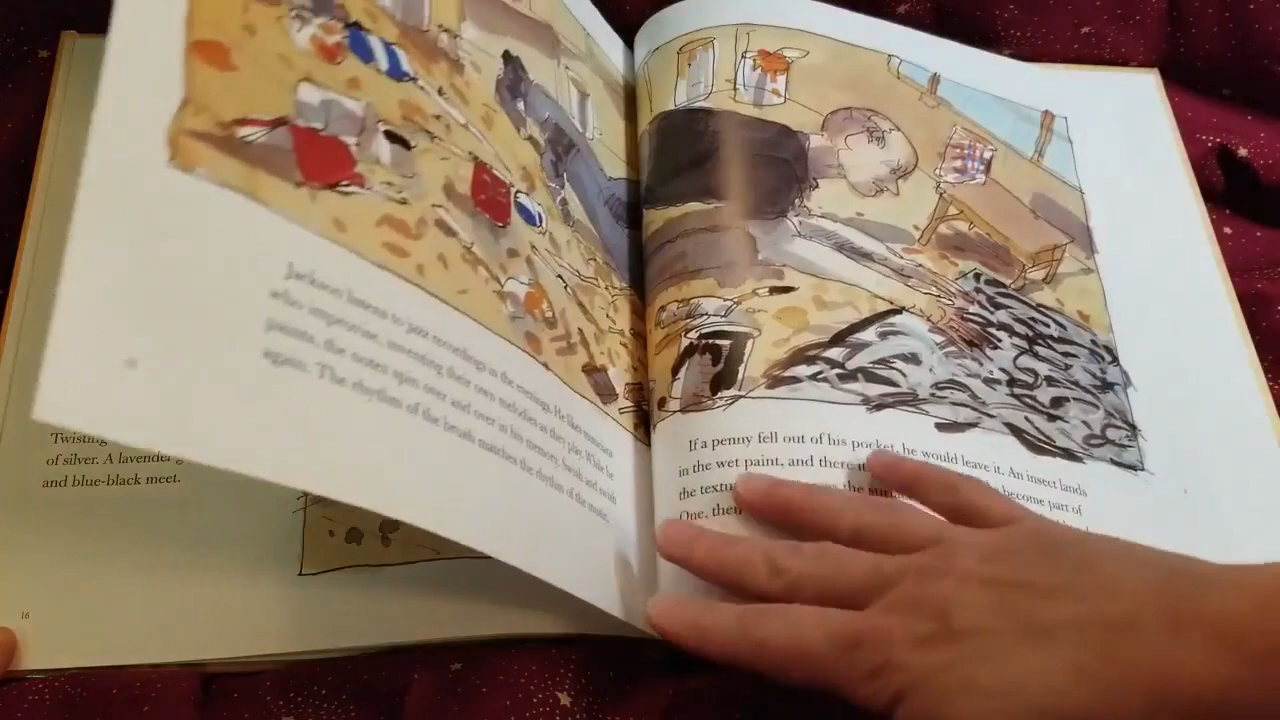 Twisting
of silver. A lavender
and blue-black meet.
16
Jackson listens to jazz recordings in the evenings. He likes musicians
who improvise, inventing their own melodies as they play. While he
paints, the notes spin over and over in his memory. Swish and swish
again. The rhythm of the brush matches the rhythm of the music.
If a penny fell out of his pocket, he would leave it. An insect lands
in the wet paint, and there it
the the surf become part of
One, then